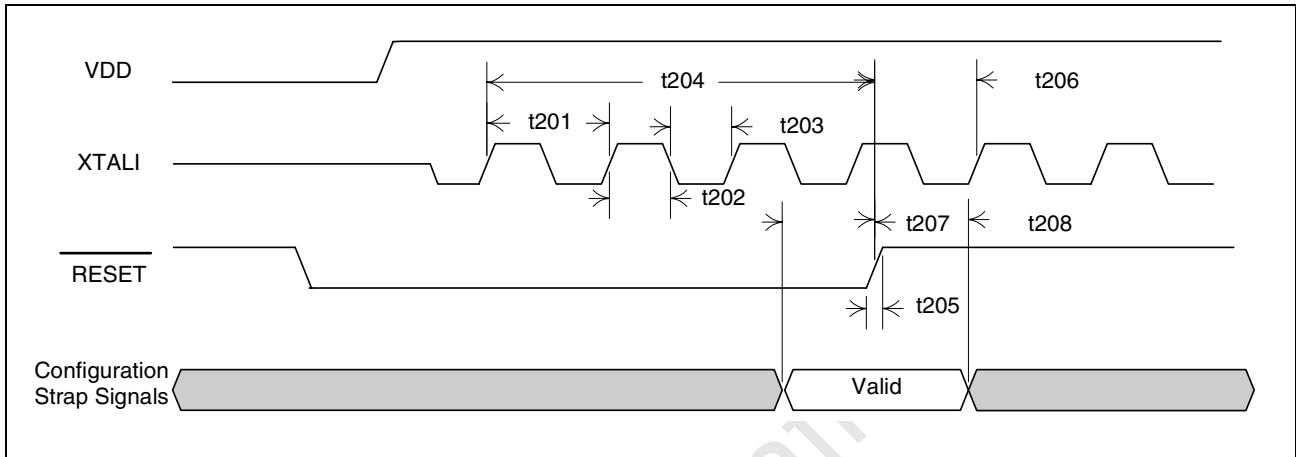 VDD
t204
t206
t201
t203
XTALI
t202
t207
t208
RESET
t205
Configuration
Strap Signals
Valid